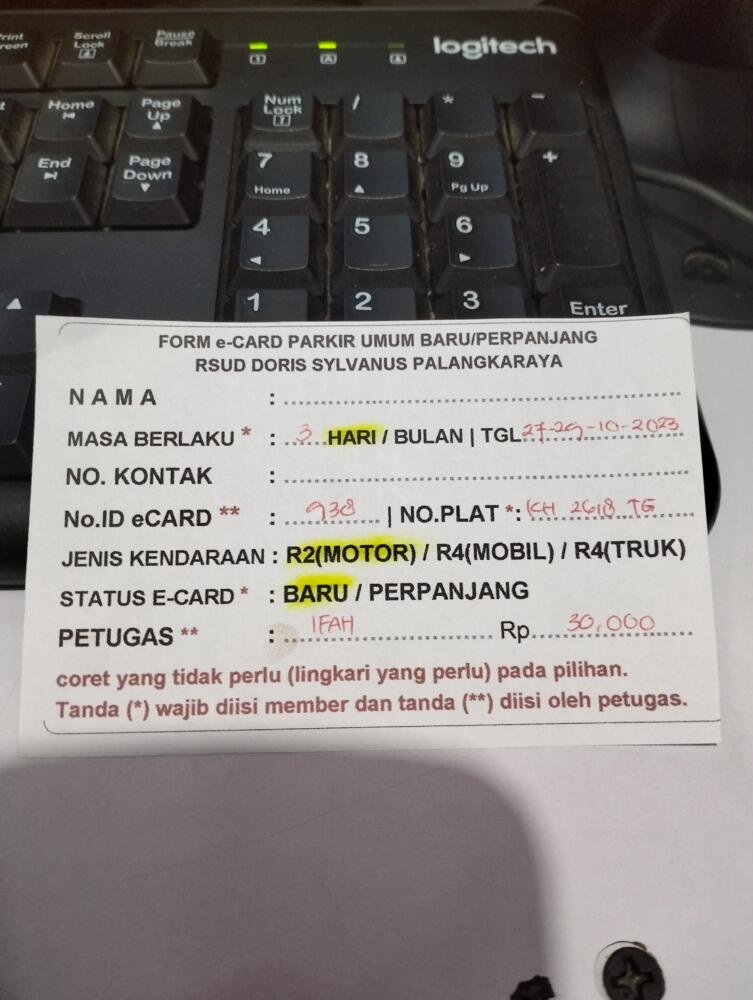 Print
Screen
Scroll
Lock
Pause
Break
1
A
logitech
Home
Page
Up
Num
Lock
1
/
*
-
End
Page
Down
7
Home
8
9
Pg Up
+
4
5
6
1
2
3
Enter
FORM e-CARD PARKIR UMUM BARU/PERPANJANG
RSUD DORIS SYLVANUS PALANGKARAYA
NAMA :
MASA BERLAKU * : 3 HARI / BULAN | TGL 27-29-10-2023
NO. KONTAK :
No.ID eCARD ** : 938 | NO.PLAT *: KH 2618 TG
JENIS KENDARAAN : R2(MOTOR) / R4(MOBIL) / R4(TRUK)
STATUS E-CARD * : BARU / PERPANJANG
PETUGAS ** : IFAH Rp. 30,000
coret yang tidak perlu (lingkari yang perlu) pada pilihan.
Tanda (*) wajib diisi member dan tanda (**) diisi oleh petugas.